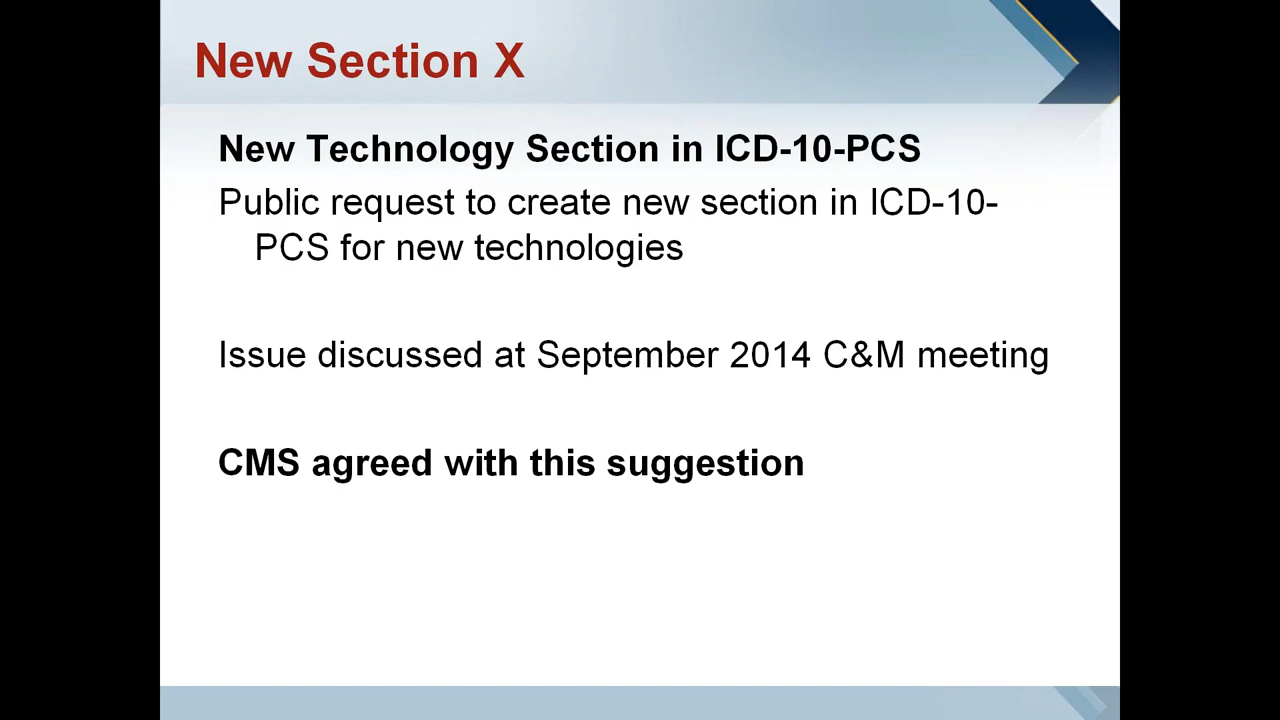 New Section X
New Technology Section in ICD-10-PCS
Public request to create new section in ICD-10-
PCS for new technologies
Issue discussed at September 2014 C&M meeting
CMS agreed with this suggestion